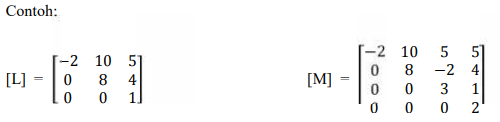 Contoh:
[L] = [-2 10 5
0 8 4
0 0 1]
[M] = [-2 10 5 5
0 8 -2 4
0 0 3 1
0 0 0 2]